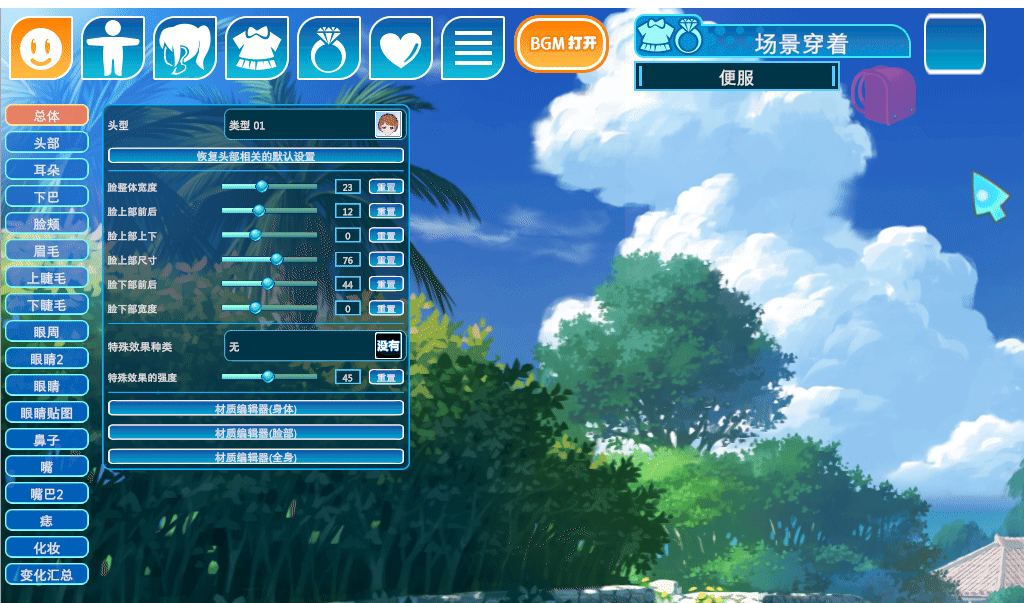 BGM 打开
场景穿着
便服
总体
头部
耳朵
下巴
脸颊
眉毛
上睫毛
下睫毛
眼周
眼睛2
眼睛
眼睛贴图
鼻子
嘴
嘴巴2
痣
化妆
变化汇总
头型 类型 01
恢复头部相关的默认设置
脸整体宽度 23 重置
脸上部前后 12 重置
脸上部上下 0 重置
脸上部尺寸 76 重置
脸下部前后 44 重置
脸下部宽度 0 重置
特殊效果种类 无 没有
特殊效果的强度 45 重置
材质编辑器(身体)
材质编辑器(脸部)
材质编辑器(全身)